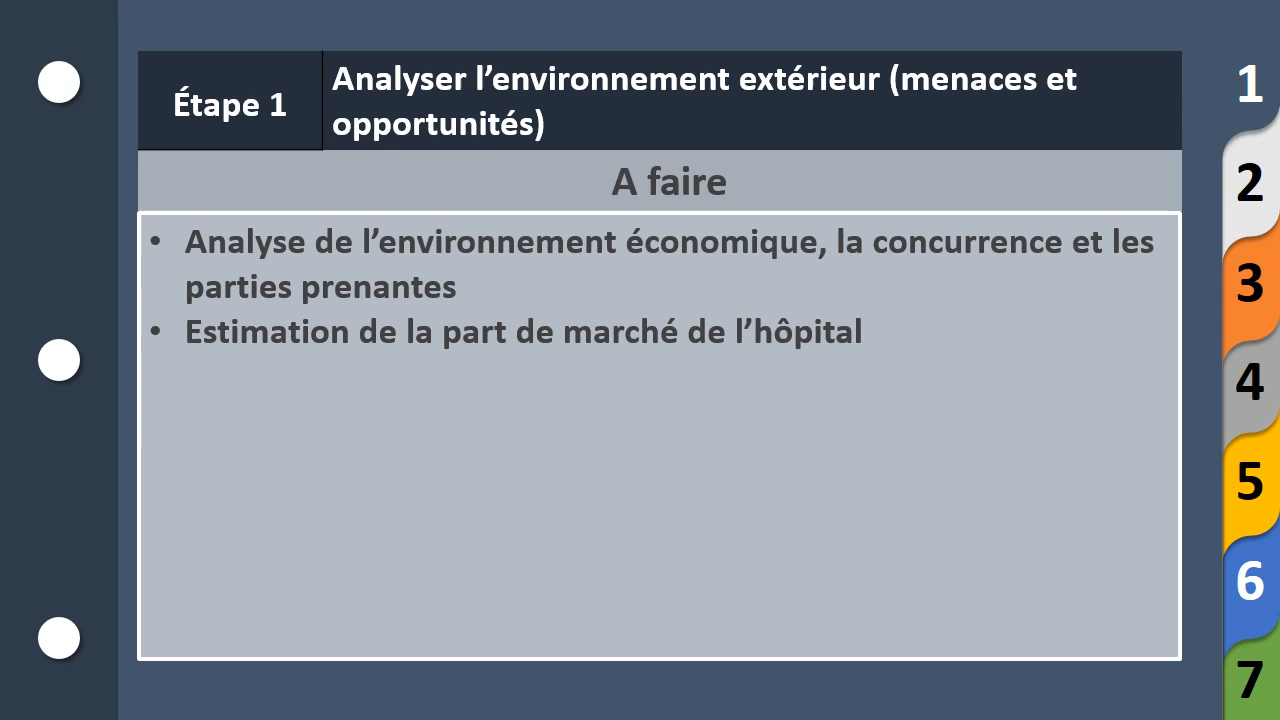 Étape 1
Analyser l’environnement extérieur (menaces et
opportunités)
A faire
• Analyse de l’environnement économique, la concurrence et les
parties prenantes
• Estimation de la part de marché de l’hôpital
1
2
3
4
5
6
7